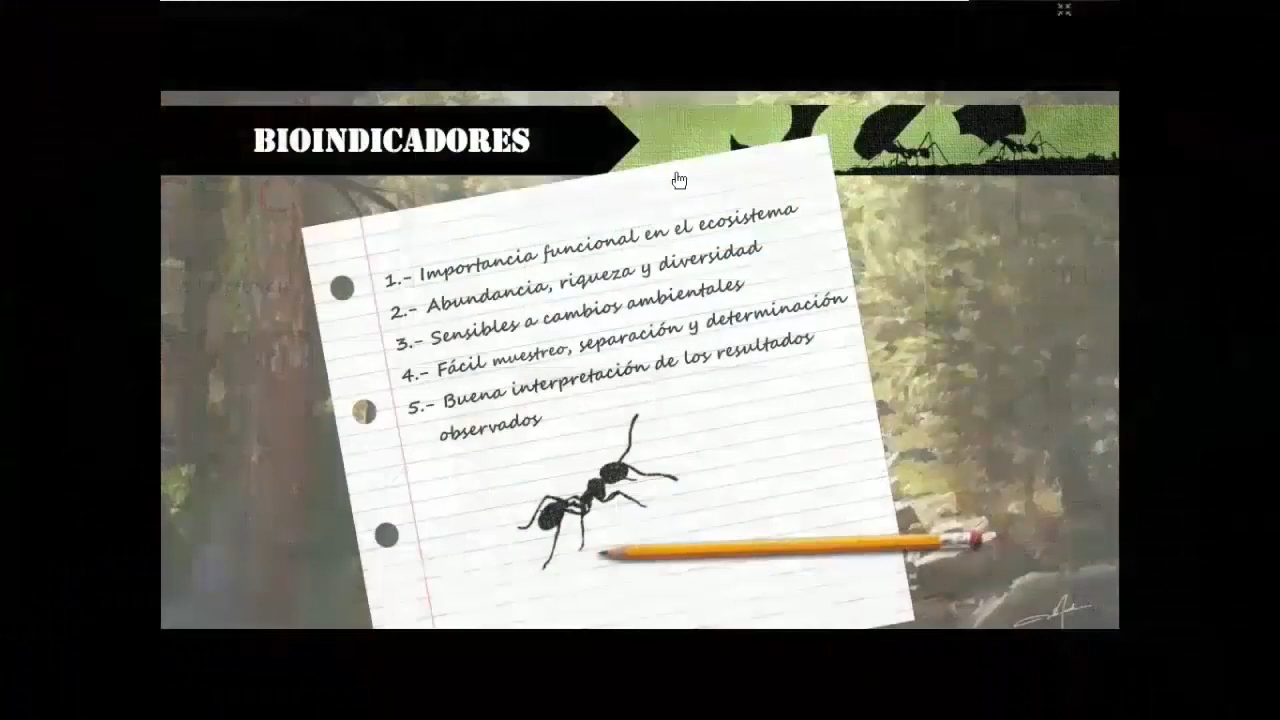 BIOINDICADORES
1.- Importancia funcional en el ecosistema
2.- Abundancia, riqueza y diversidad
3.- Sensibles a cambios ambientales
4.- Fácil muestreo, separación y determinación
5.- Buena interpretación de los resultados
observados